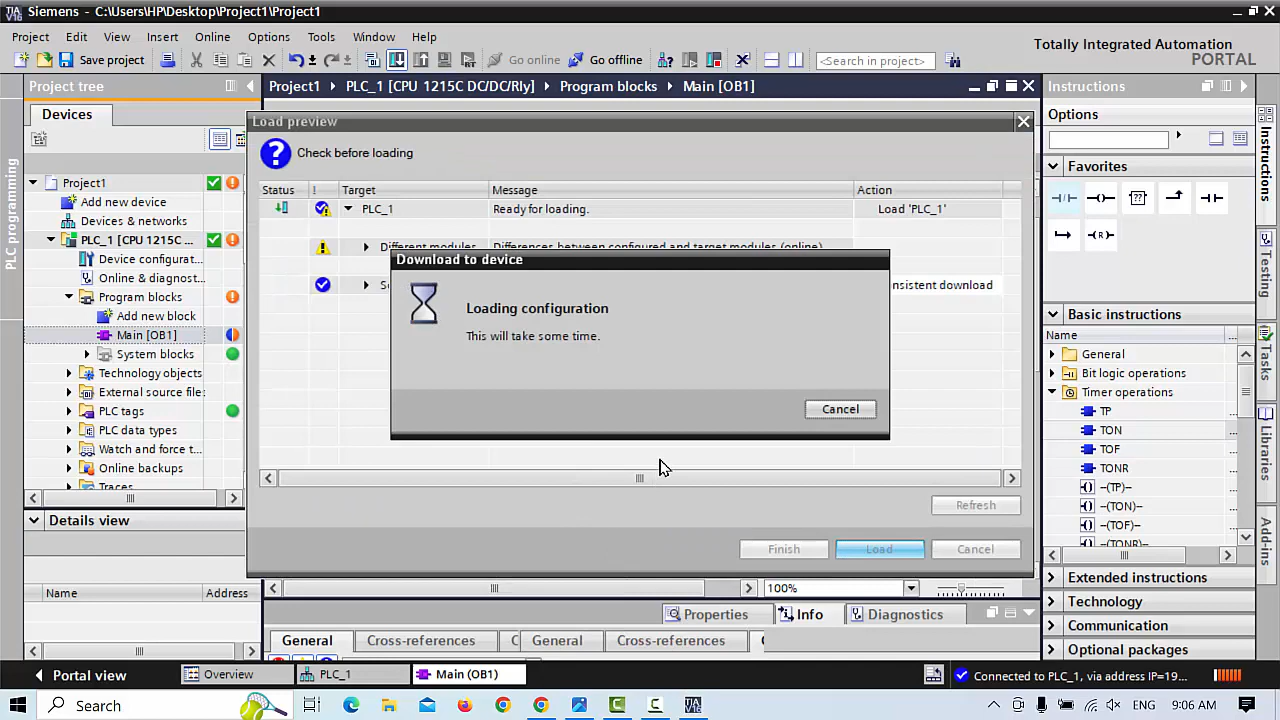 Siemens - C:\Users\HP\Desktop\Project1\Project1
Project Edit View Insert Online Options Tools Window Help
Totally Integrated Automation
PORTAL
Save project
Go online
Go offline
<Search in project>
Project tree
Devices
PLC programming
Project1
Add new device
Devices & networks
PLC_1 [CPU 1215C ...
Device configurat...
Online & diagnost...
Program blocks
Add new block
Main [OB1]
System blocks
Technology objects
External source file:
PLC tags
PLC data types
Watch and force t
Online backups
Traces
Details view
Name Address
Project1 PLC_1 [CPU 1215C DC/DC/Rly] Program blocks Main [OB1]
Load preview
Check before loading
Status ! Target Message Action
PLC_1 Ready for loading. Load 'PLC_1'
Different modules Differences between configured and target modules (online)
nsistent download
Download to device
Loading configuration
This will take some time.
Cancel
Refresh
Finish Load Cancel
100%
Properties Info Diagnostics
General Cross-references C General Cross-references
Instructions
Options
Favorites
Basic instructions
Name
General
Bit logic operations
Timer operations
TP
TON
TOF
TONR
–(TP)–
–(TON)–
–(TOF)–
–(TONR)–
Extended instructions
Technology
Communication
Optional packages
Instructions
Testing
Tasks
Libraries
Add-ins
Portal view Overview PLC_1 Main (OB1)
Connected to PLC_1, via address IP=19...
Search
ENG 9:06 AM